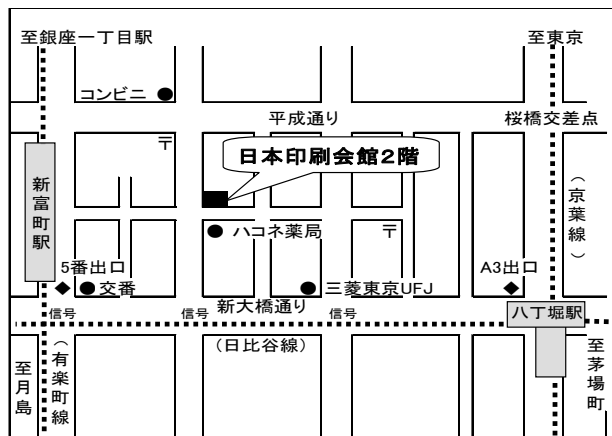 至銀座一丁目駅
至東京
コンビニ
平成通り
桜橋交差点
〒
日本印刷会館2階
新富町駅
（京葉線）
ハコネ薬局
〒
5番出口
A3出口
交番
三菱東京UFJ
新大橋通り
信号
信号
信号
八丁堀駅
（日比谷線）
至月島
（有楽町線
至茅場町